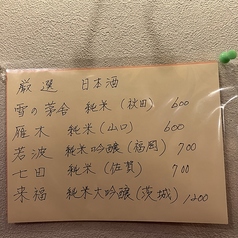 厳選 日本酒
雪の茅舎 純米(秋田) 600
雁木 純米(山口) 600
若波 純米吟醸(福岡) 700
七田 純米(佐賀) 700
来福 純米大吟醸(茨城) 1200